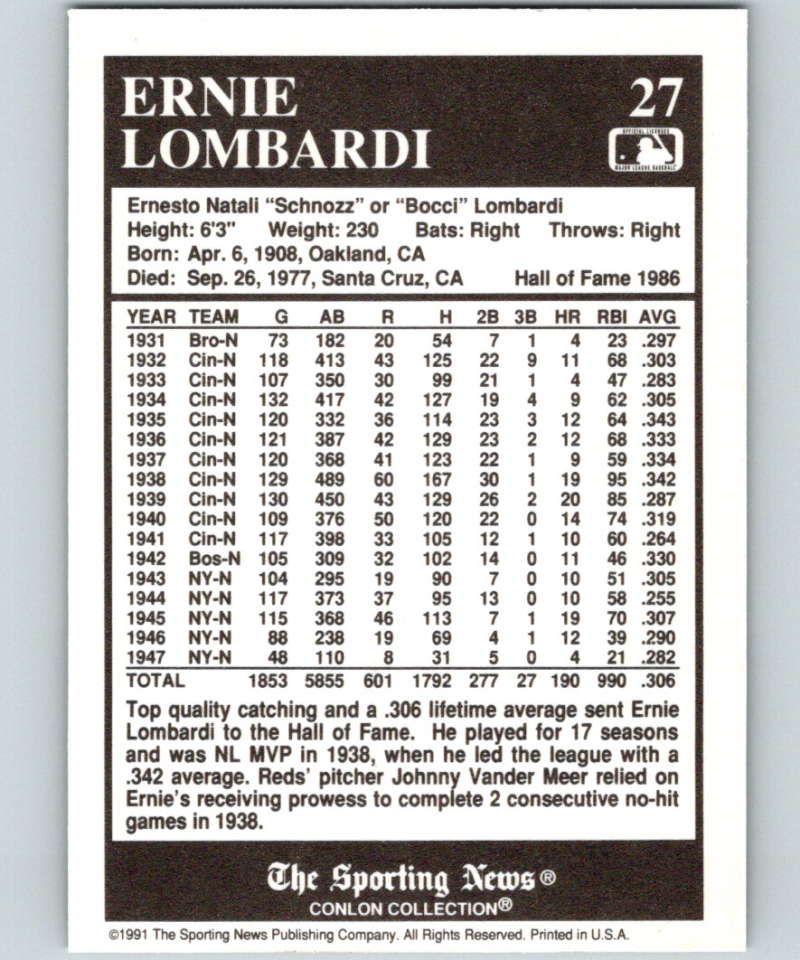 ERNIE 27
LOMBARDI
OFFICIAL LICENSEE
MAJOR LEAGUE BASEBALL
Ernesto Natali "Schnozz" or "Bocci" Lombardi
Height: 6'3" Weight: 230 Bats: Right Throws: Right
Born: Apr. 6, 1908, Oakland, CA
Died: Sep. 26, 1977, Santa Cruz, CA Hall of Fame 1986
YEAR TEAM G AB R H 2B 3B HR RBI AVG
1931 Bro-N 73 182 20 54 7 1 4 23 .297
1932 Cin-N 118 413 43 125 22 9 11 68 .303
1933 Cin-N 107 350 30 99 21 1 4 47 .283
1934 Cin-N 132 417 42 127 19 4 9 62 .305
1935 Cin-N 120 332 36 114 23 3 12 64 .343
1936 Cin-N 121 387 42 129 23 2 12 68 .333
1937 Cin-N 120 368 41 123 22 1 9 59 .334
1938 Cin-N 129 489 60 167 30 1 19 95 .342
1939 Cin-N 130 450 43 129 26 2 20 85 .287
1940 Cin-N 109 376 50 120 22 0 14 74 .319
1941 Cin-N 117 398 33 105 12 1 10 60 .264
1942 Bos-N 105 309 32 102 14 0 11 46 .330
1943 NY-N 104 295 19 90 7 0 10 51 .305
1944 NY-N 117 373 37 95 13 0 10 58 .255
1945 NY-N 115 368 46 113 7 1 19 70 .307
1946 NY-N 88 238 19 69 4 1 12 39 .290
1947 NY-N 48 110 8 31 5 0 4 21 .282
TOTAL 1853 5855 601 1792 277 27 190 990 .306
Top quality catching and a .306 lifetime average sent Ernie
Lombardi to the Hall of Fame. He played for 17 seasons
and was NL MVP in 1938, when he led the league with a
.342 average. Reds' pitcher Johnny Vander Meer relied on
Ernie's receiving prowess to complete 2 consecutive no-hit
games in 1938.
The Sporting News®
CONLON COLLECTION®
©1991 The Sporting News Publishing Company. All Rights Reserved. Printed in U.S.A.